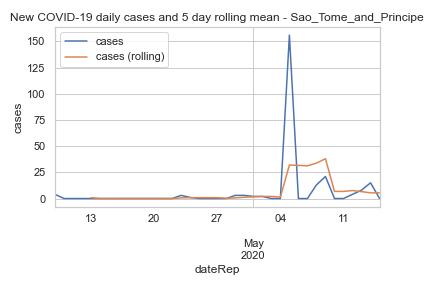 New COVID-19 daily cases and 5 day rolling mean - Sao_Tome_and_Principe
cases
cases (rolling)
150
125
100
75
50
25
0
cases
13
20
27
04
11
May
2020
dateRep